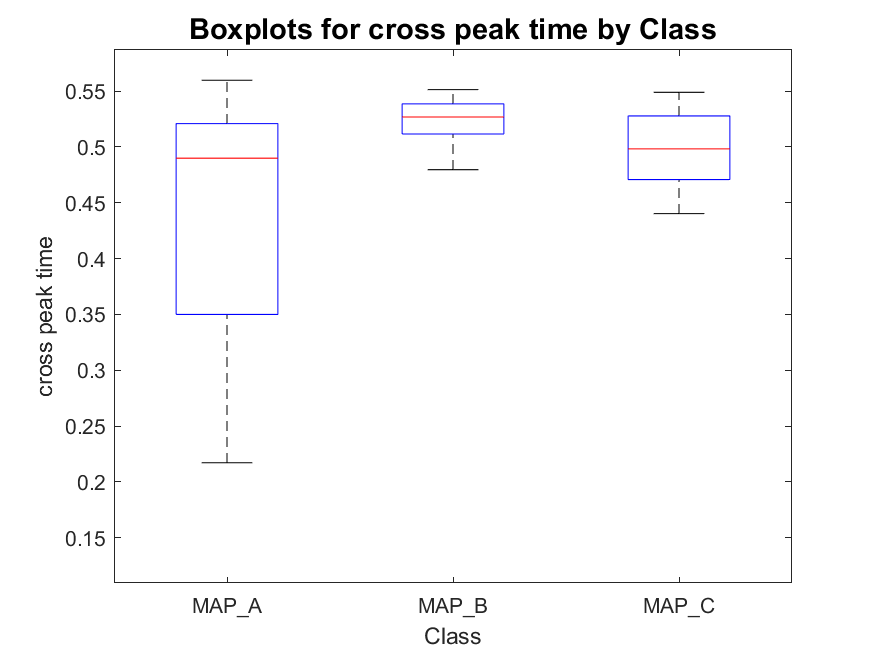 Boxplots for cross peak time by Class
cross peak time
0.55
0.5
0.45
0.4
0.35
0.3
0.25
0.2
0.15
MAP_A MAP_B MAP_C
Class